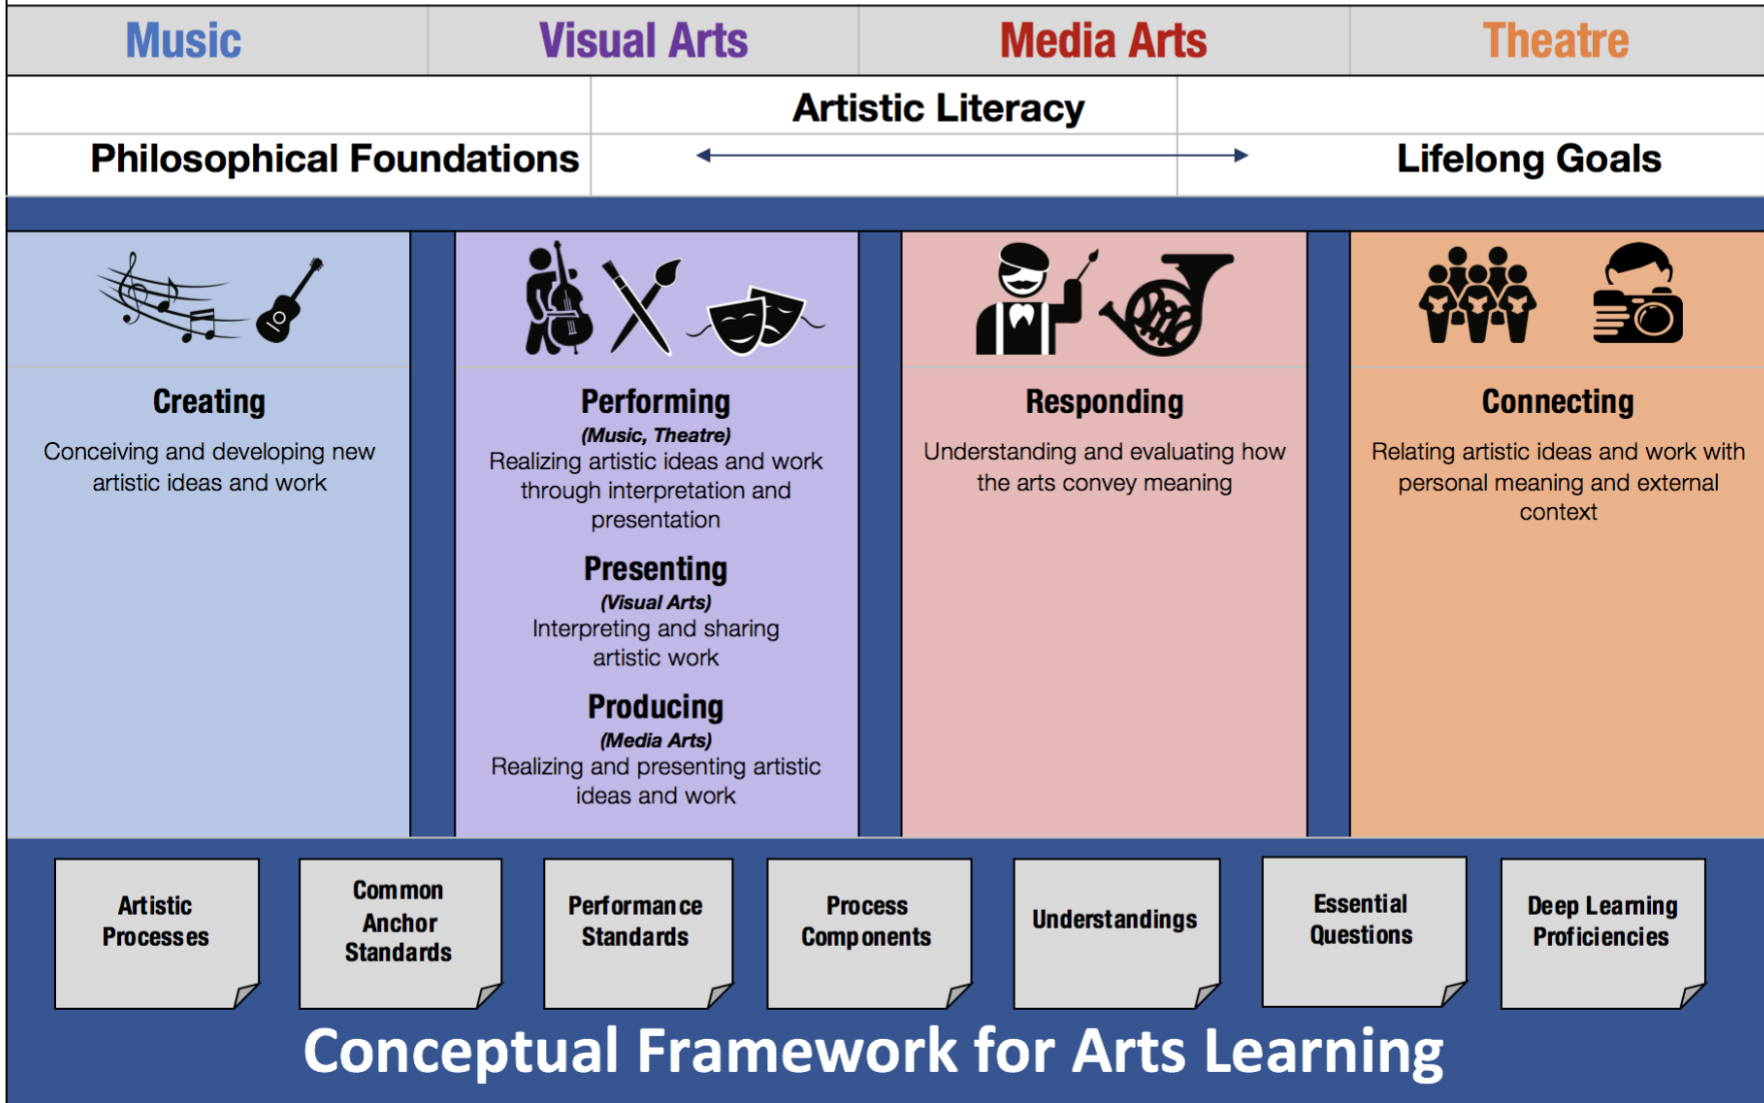 Music
Visual Arts
Media Arts
Theatre
Artistic Literacy
Philosophical Foundations
Lifelong Goals
Creating
Conceiving and developing new
artistic ideas and work
Performing
(Music, Theatre)
Realizing artistic ideas and work
through interpretation and
presentation
Presenting
(Visual Arts)
Interpreting and sharing
artistic work
Producing
(Media Arts)
Realizing and presenting artistic
ideas and work
Responding
Understanding and evaluating how
the arts convey meaning
Connecting
Relating artistic ideas and work with
personal meaning and external
context
Artistic
Processes
Common
Anchor
Standards
Performance
Standards
Process
Components
Understandings
Essential
Questions
Deep Learning
Proficiencies
Conceptual Framework for Arts Learning